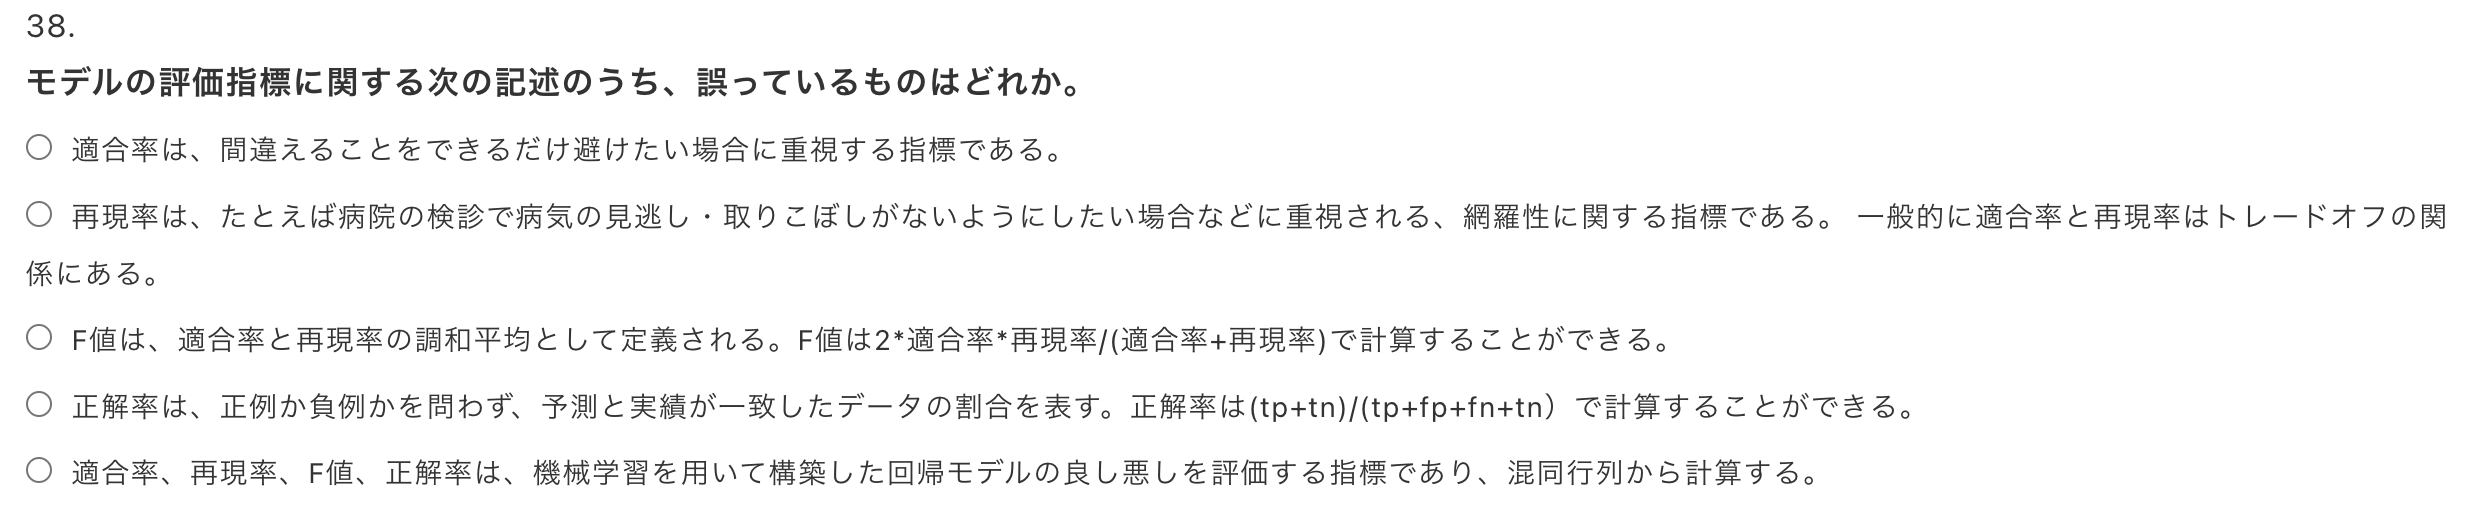 38.
モデルの評価指標に関する次の記述のうち、誤っているものはどれか。
適合率は、間違えることをできるだけ避けたい場合に重視する指標である。
再現率は、たとえば病院の検診で病気の見逃し・取りこぼしがないようにしたい場合などに重視される、網羅性に関する指標である。 一般的に適合率と再現率はトレードオフの関
係にある。
F値は、適合率と再現率の調和平均として定義される。F値は2*適合率*再現率/(適合率+再現率)で計算することができる。
正解率は、正例か負例かを問わず、予測と実績が一致したデータの割合を表す。正解率は(tp+tn)/(tp+fp+fn+tn）で計算することができる。
適合率、再現率、F値、正解率は、機械学習を用いて構築した回帰モデルの良し悪しを評価する指標であり、混同行列から計算する。